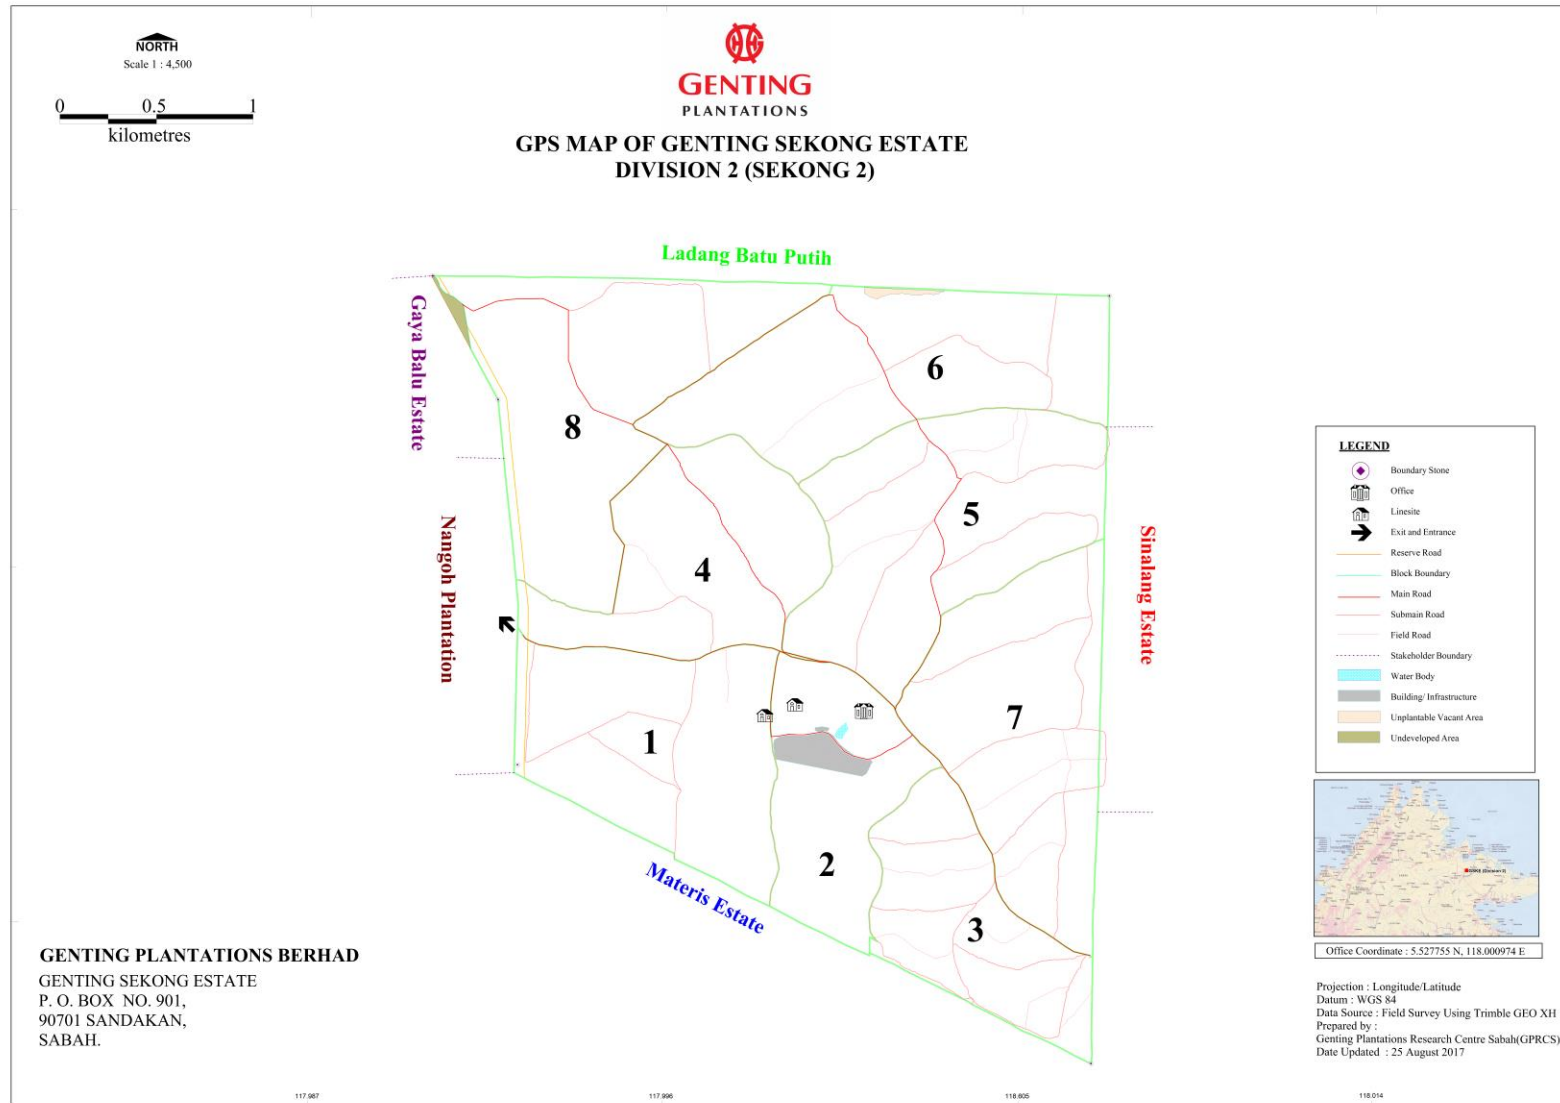 NORTH
Scale 1 : 4,500
0 0.5 1
kilometres
GENTING
PLANTATIONS
GPS MAP OF GENTING SEKONG ESTATE
DIVISION 2 (SEKONG 2)
Ladang Batu Putih
Gaya Balu Estate
Nangoh Plantation
Sinalang Estate
Materis Estate
6
8
5
4
7
1
2
3
LEGEND
Boundary Stone
Office
Linesite
Exit and Entrance
Reserve Road
Block Boundary
Main Road
Submain Road
Field Road
Stakeholder Boundary
Water Body
Building/ Infrastructure
Unplantable Vacant Area
Undeveloped Area
Office Coordinate : 5.527755 N, 118.000974 E
Projection : Longitude/Latitude
Datum : WGS 84
Data Source : Field Survey Using Trimble GEO XH
Prepared by :
Genting Plantations Research Centre Sabah(GPRCS)
Date Updated : 25 August 2017
GENTING PLANTATIONS BERHAD
GENTING SEKONG ESTATE
P. O. BOX NO. 901,
90701 SANDAKAN,
SABAH.
117.987
117.996
118.605
118.014